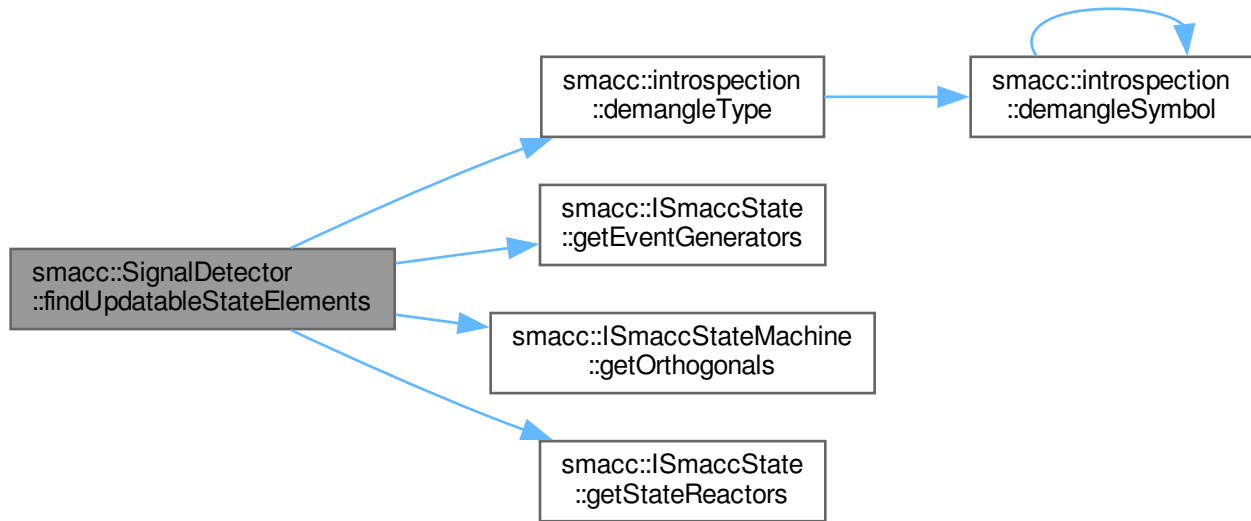 smacc::introspection
::demangleType
smacc::introspection
::demangleSymbol
smacc::ISmaccState
::getEventGenerators
smacc::SignalDetector
::findUpdatableStateElements
smacc::ISmaccStateMachine
::getOrthogonals
smacc::ISmaccState
::getStateReactors